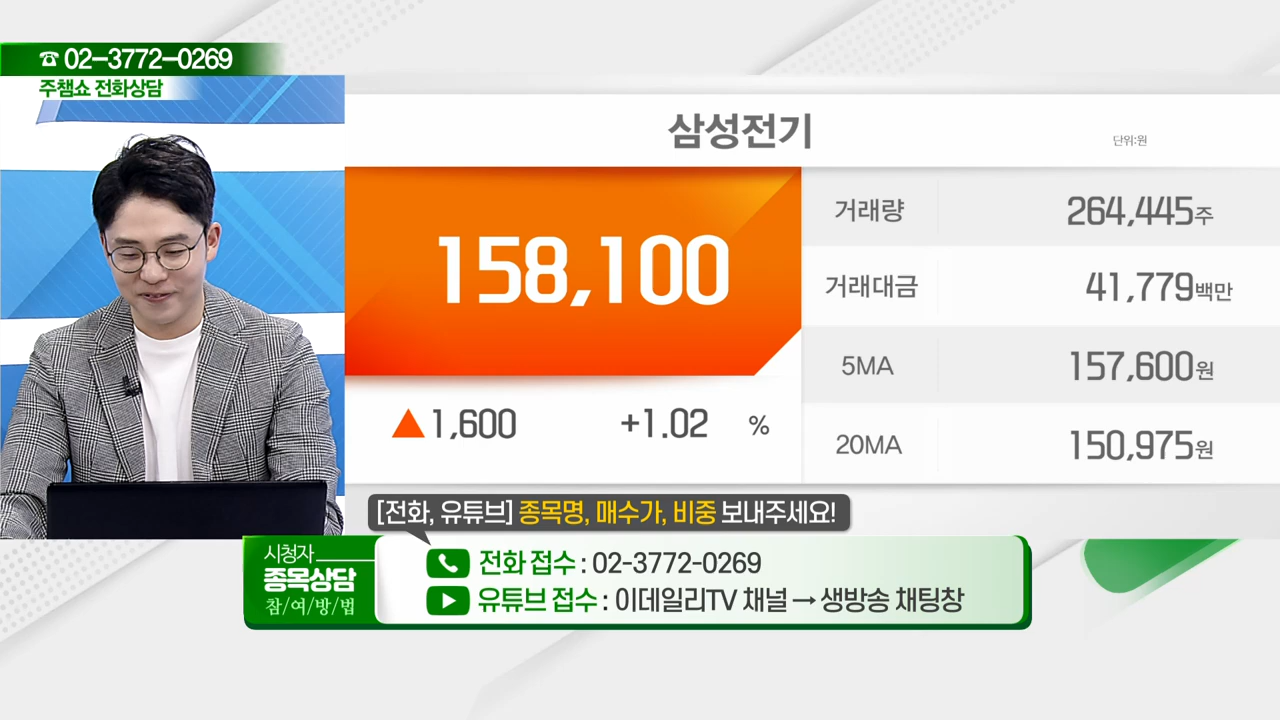 ☎ 02-3772-0269
주챔쇼 전화상담
삼성전기
단위:원
158,100
▲1,600 +1.02 %
거래량 264,445주
거래대금 41,779백만
5MA 157,600원
20MA 150,975원
[전화, 유튜브] 종목명, 매수가, 비중 보내주세요!
시청자
종목상담
참/여/방/법
전화 접수 : 02-3772-0269
유튜브 접수 : 이데일리TV 채널 → 생방송 채팅창